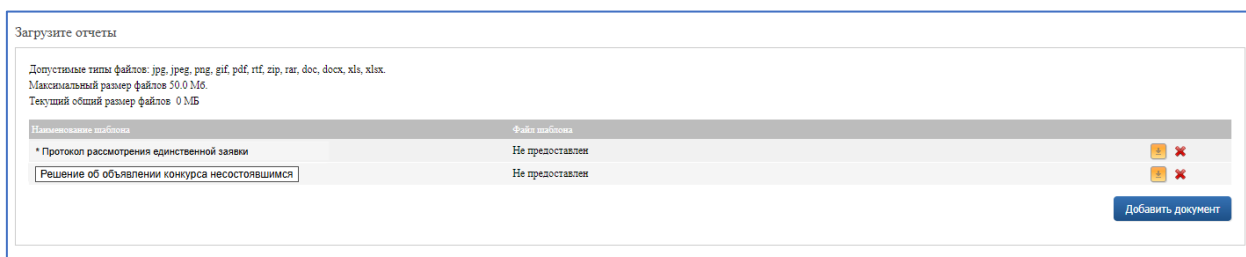 Загрузите отчеты
Допустимые типы файлов: jpg, jpeg, png, gif, pdf, rtf, zip, rar, doc, docx, xls, xlsx.
Максимальный размер файлов 50.0 Мб.
Текущий общий размер файлов 0 МБ
Наименование шаблона Файл шаблона
* Протокол рассмотрения единственной заявки Не предоставлен
Решение об объявлении конкурса несостоявшимся Не предоставлен
Добавить документ